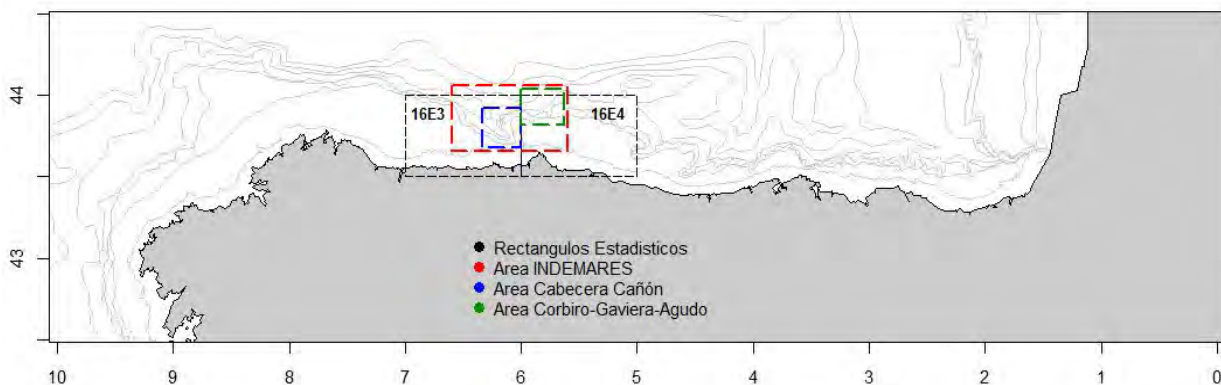 44
43
16E3
16E4
Rectangulos Estadisticos
Area INDEMARES
Area Cabecera Cañón
Area Corbiro-Gaviera-Agudo
10 9 8 7 6 5 4 3 2 1 0